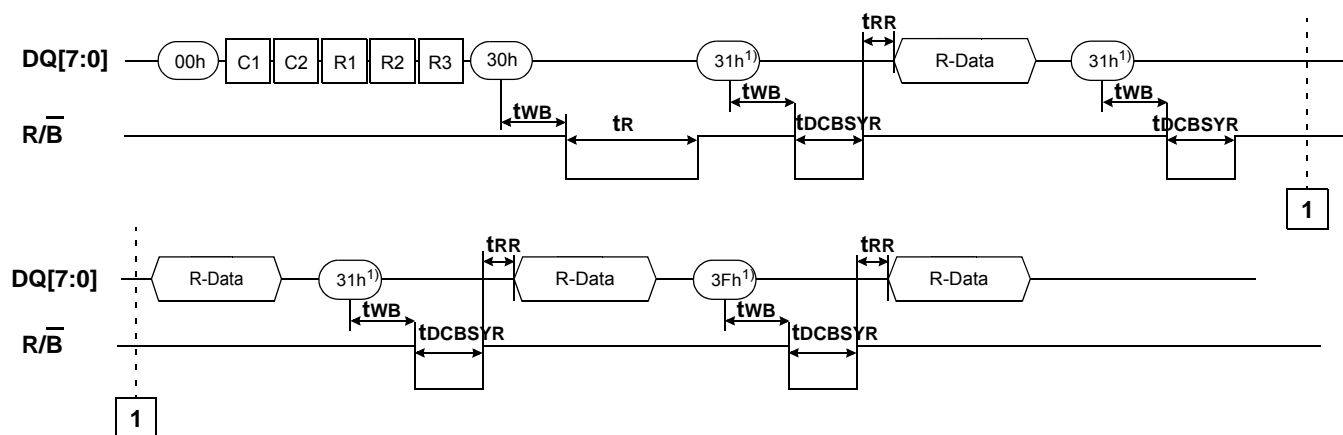 tRR
DQ[7:0] 00h C1 C2 R1 R2 R3 30h 31h1) R-Data 31h1)
tWB tWB tWB
R/B̅ tR tDCBSYR tDCBSYR
1
tRR tRR
DQ[7:0] R-Data 31h1) R-Data 3Fh1) R-Data
tWB tWB
R/B̅ tDCBSYR tDCBSYR
1